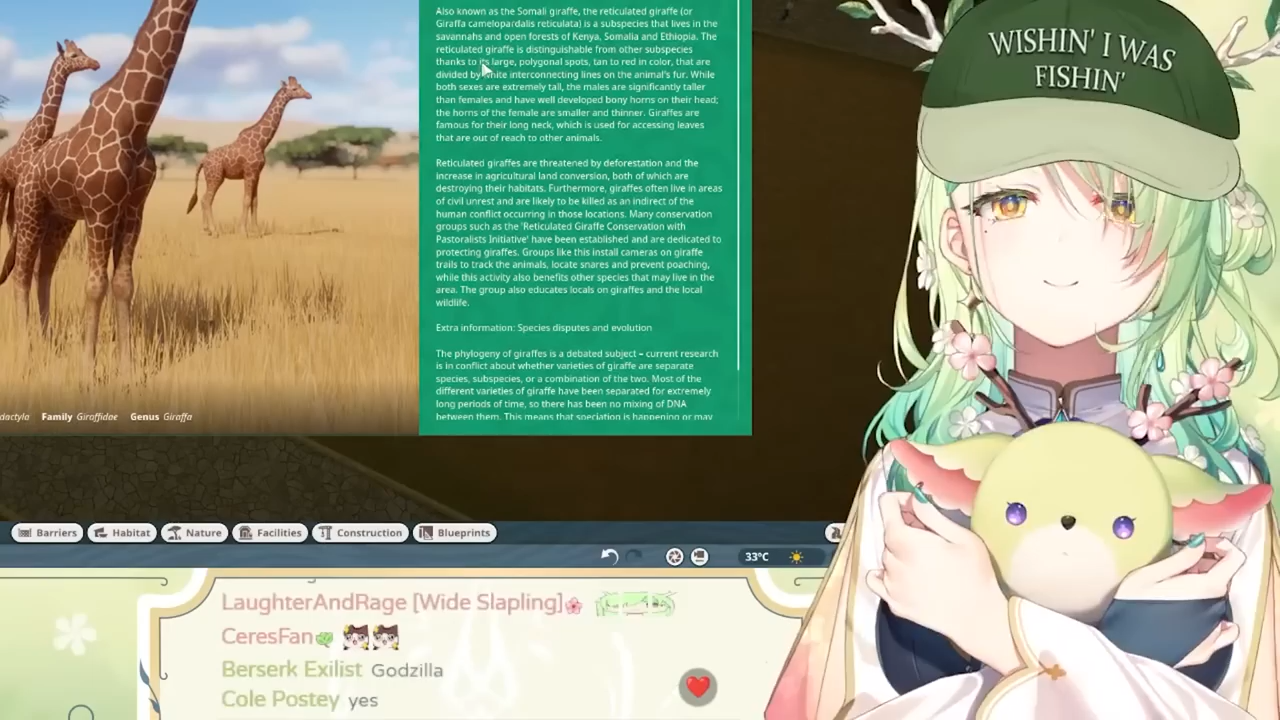 Also known as the Somali giraffe, the reticulated giraffe (or
Giraffa camelopardalis reticulata) is a subspecies that lives in the
savannahs and open forests of Kenya, Somalia and Ethiopia. The
reticulated giraffe is distinguishable from other subspecies
thanks to its large, polygonal spots, tan to red in color, that are
divided by white interconnecting lines on the animal's fur. While
both sexes are extremely tall, the males are significantly taller
than females and have well developed bony horns on their head;
the horns of the female are smaller and thinner. Giraffes are
famous for their long neck, which is used for accessing leaves
that are out of reach to other animals.
Reticulated giraffes are threatened by deforestation and the
increase in agricultural land conversion, both of which are
destroying their habitats. Furthermore, giraffes often live in areas
of civil unrest and are likely to be killed as an indirect of the
human conflict occurring in those locations. Many conservation
groups such as the 'Reticulated Giraffe Conservation with
Pastoralists Initiative' have been established and are dedicated to
protecting giraffes. Groups like this install cameras on giraffe
trails to track the animals, locate snares and prevent poaching,
while this activity also benefits other species that may live in the
area. The group also educates locals on giraffes and the local
wildlife.
Extra information: Species disputes and evolution
The phylogeny of giraffes is a debated subject – current research
is in conflict about whether varieties of giraffe are separate
species, subspecies, or a combination of the two. Most of the
different varieties of giraffe have been separated for extremely
long periods of time, so there has been no mixing of DNA
between them. This means that speciation is happening or may
dactyla Family Giraffidae Genus Giraffa
WISHIN' I WAS
FISHIN'
Barriers Habitat Nature Facilities Construction Blueprints
33°C
LaughterAndRage [Wide Slapling]
CeresFan
Berserk Exilist Godzilla
Cole Postey yes